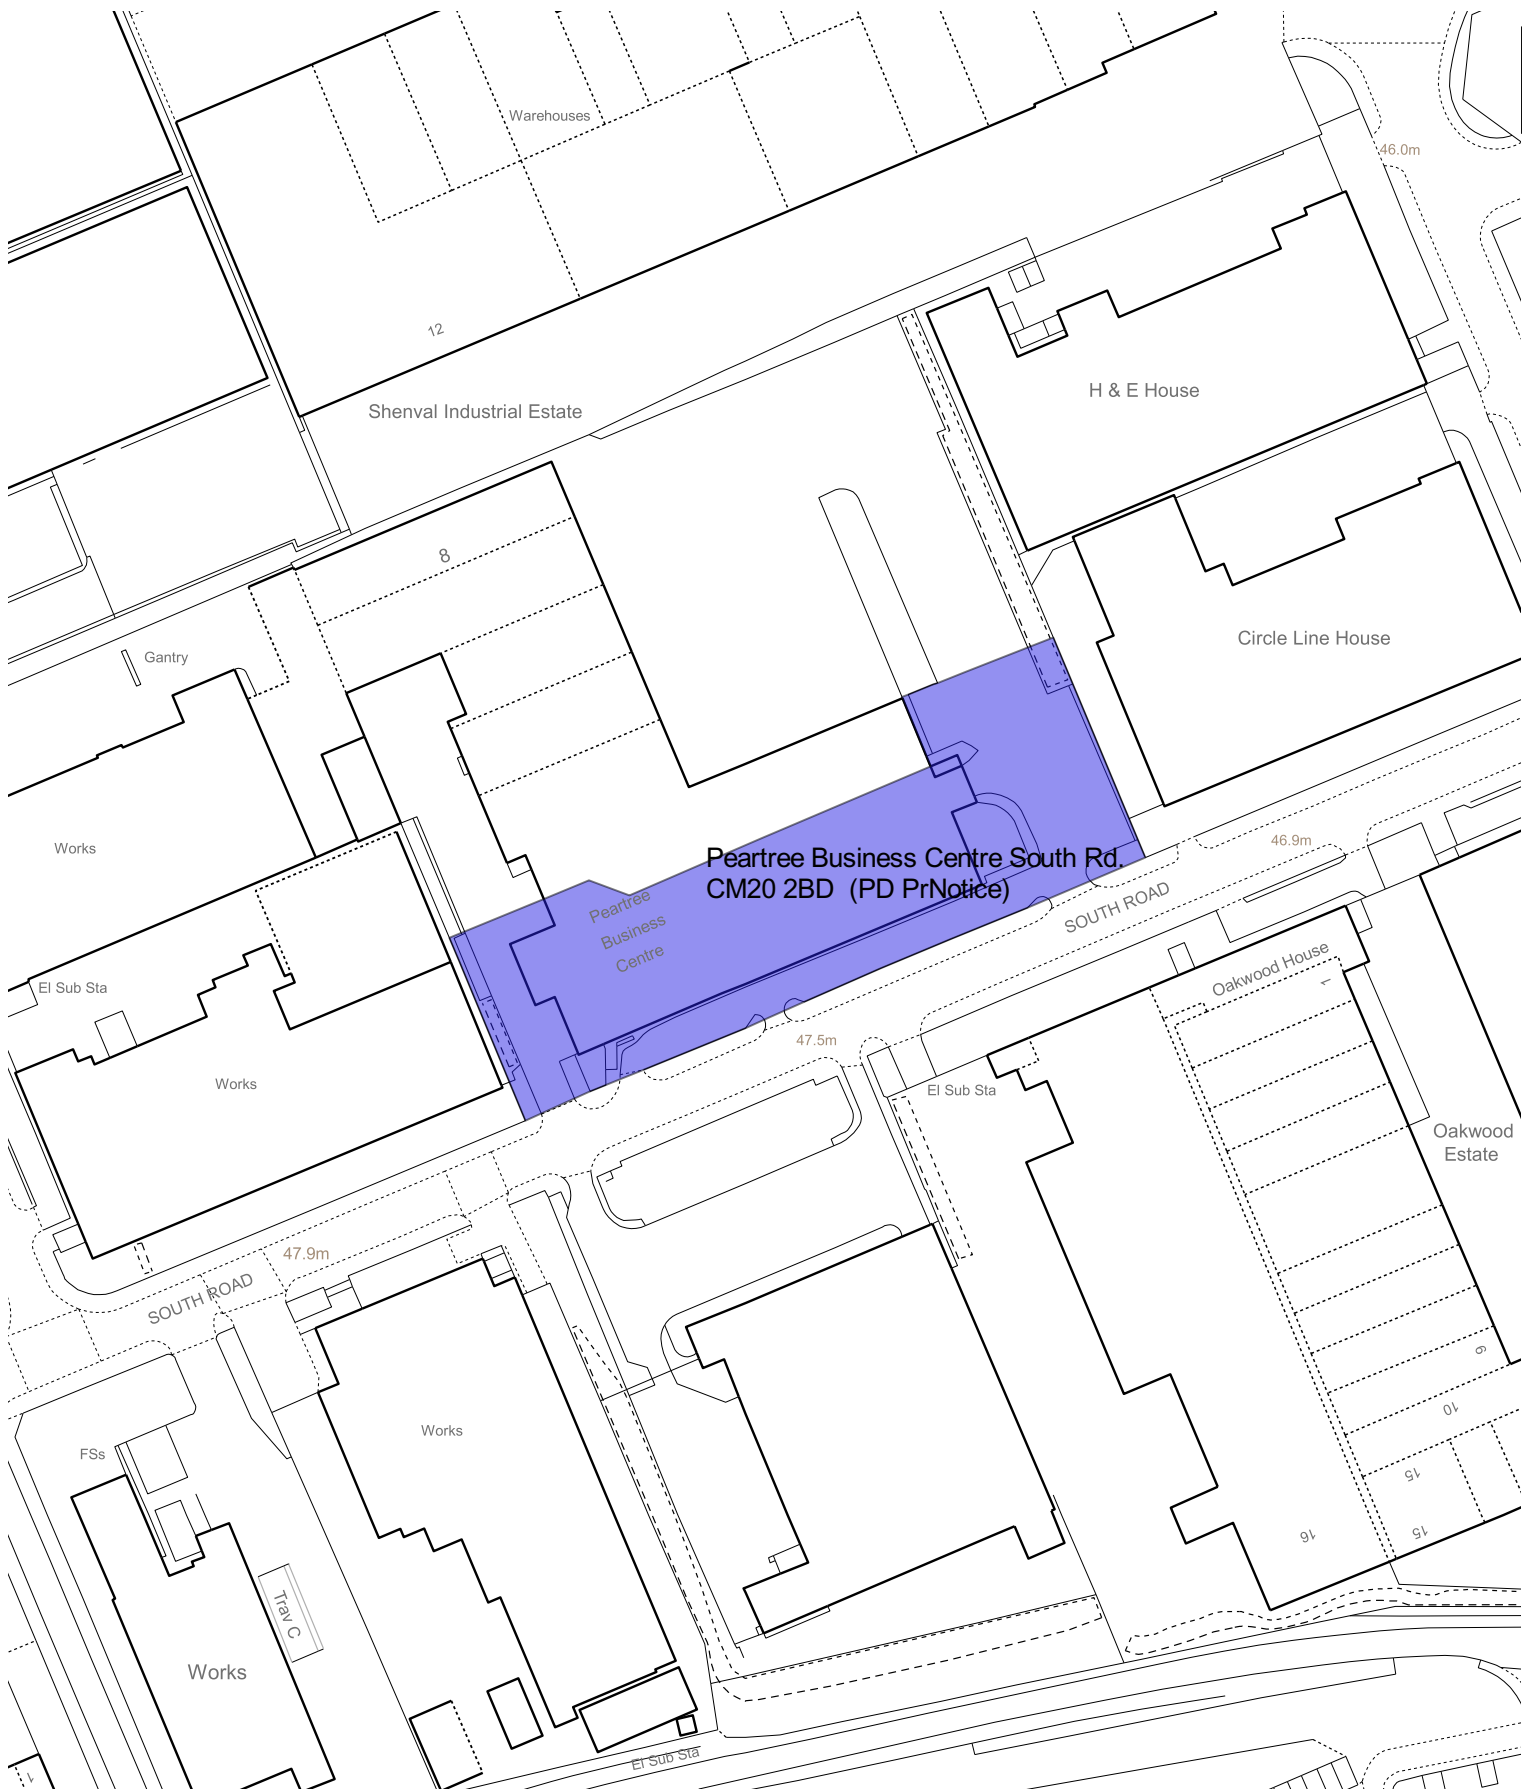 Warehouses
46.0m
12
H & E House
Shenval Industrial Estate
8
Circle Line House
Gantry
Works
46.9m
Peartree Business Centre South Rd.
CM20 2BD (PD PrNotice)
Peartree
Business
Centre
SOUTH ROAD
Oakwood House
1
El Sub Sta
47.5m
Works
El Sub Sta
Oakwood
Estate
47.9m
SOUTH ROAD
6
10
Works
FSs
15
15
16
Trav C
Works
El Sub Sta
1